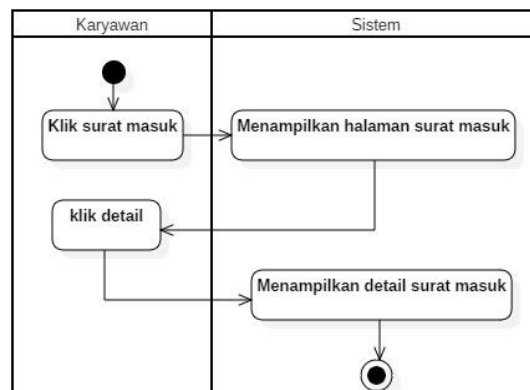 Karyawan
Sistem
Klik surat masuk
Menampilkan halaman surat masuk
klik detail
Menampilkan detail surat masuk